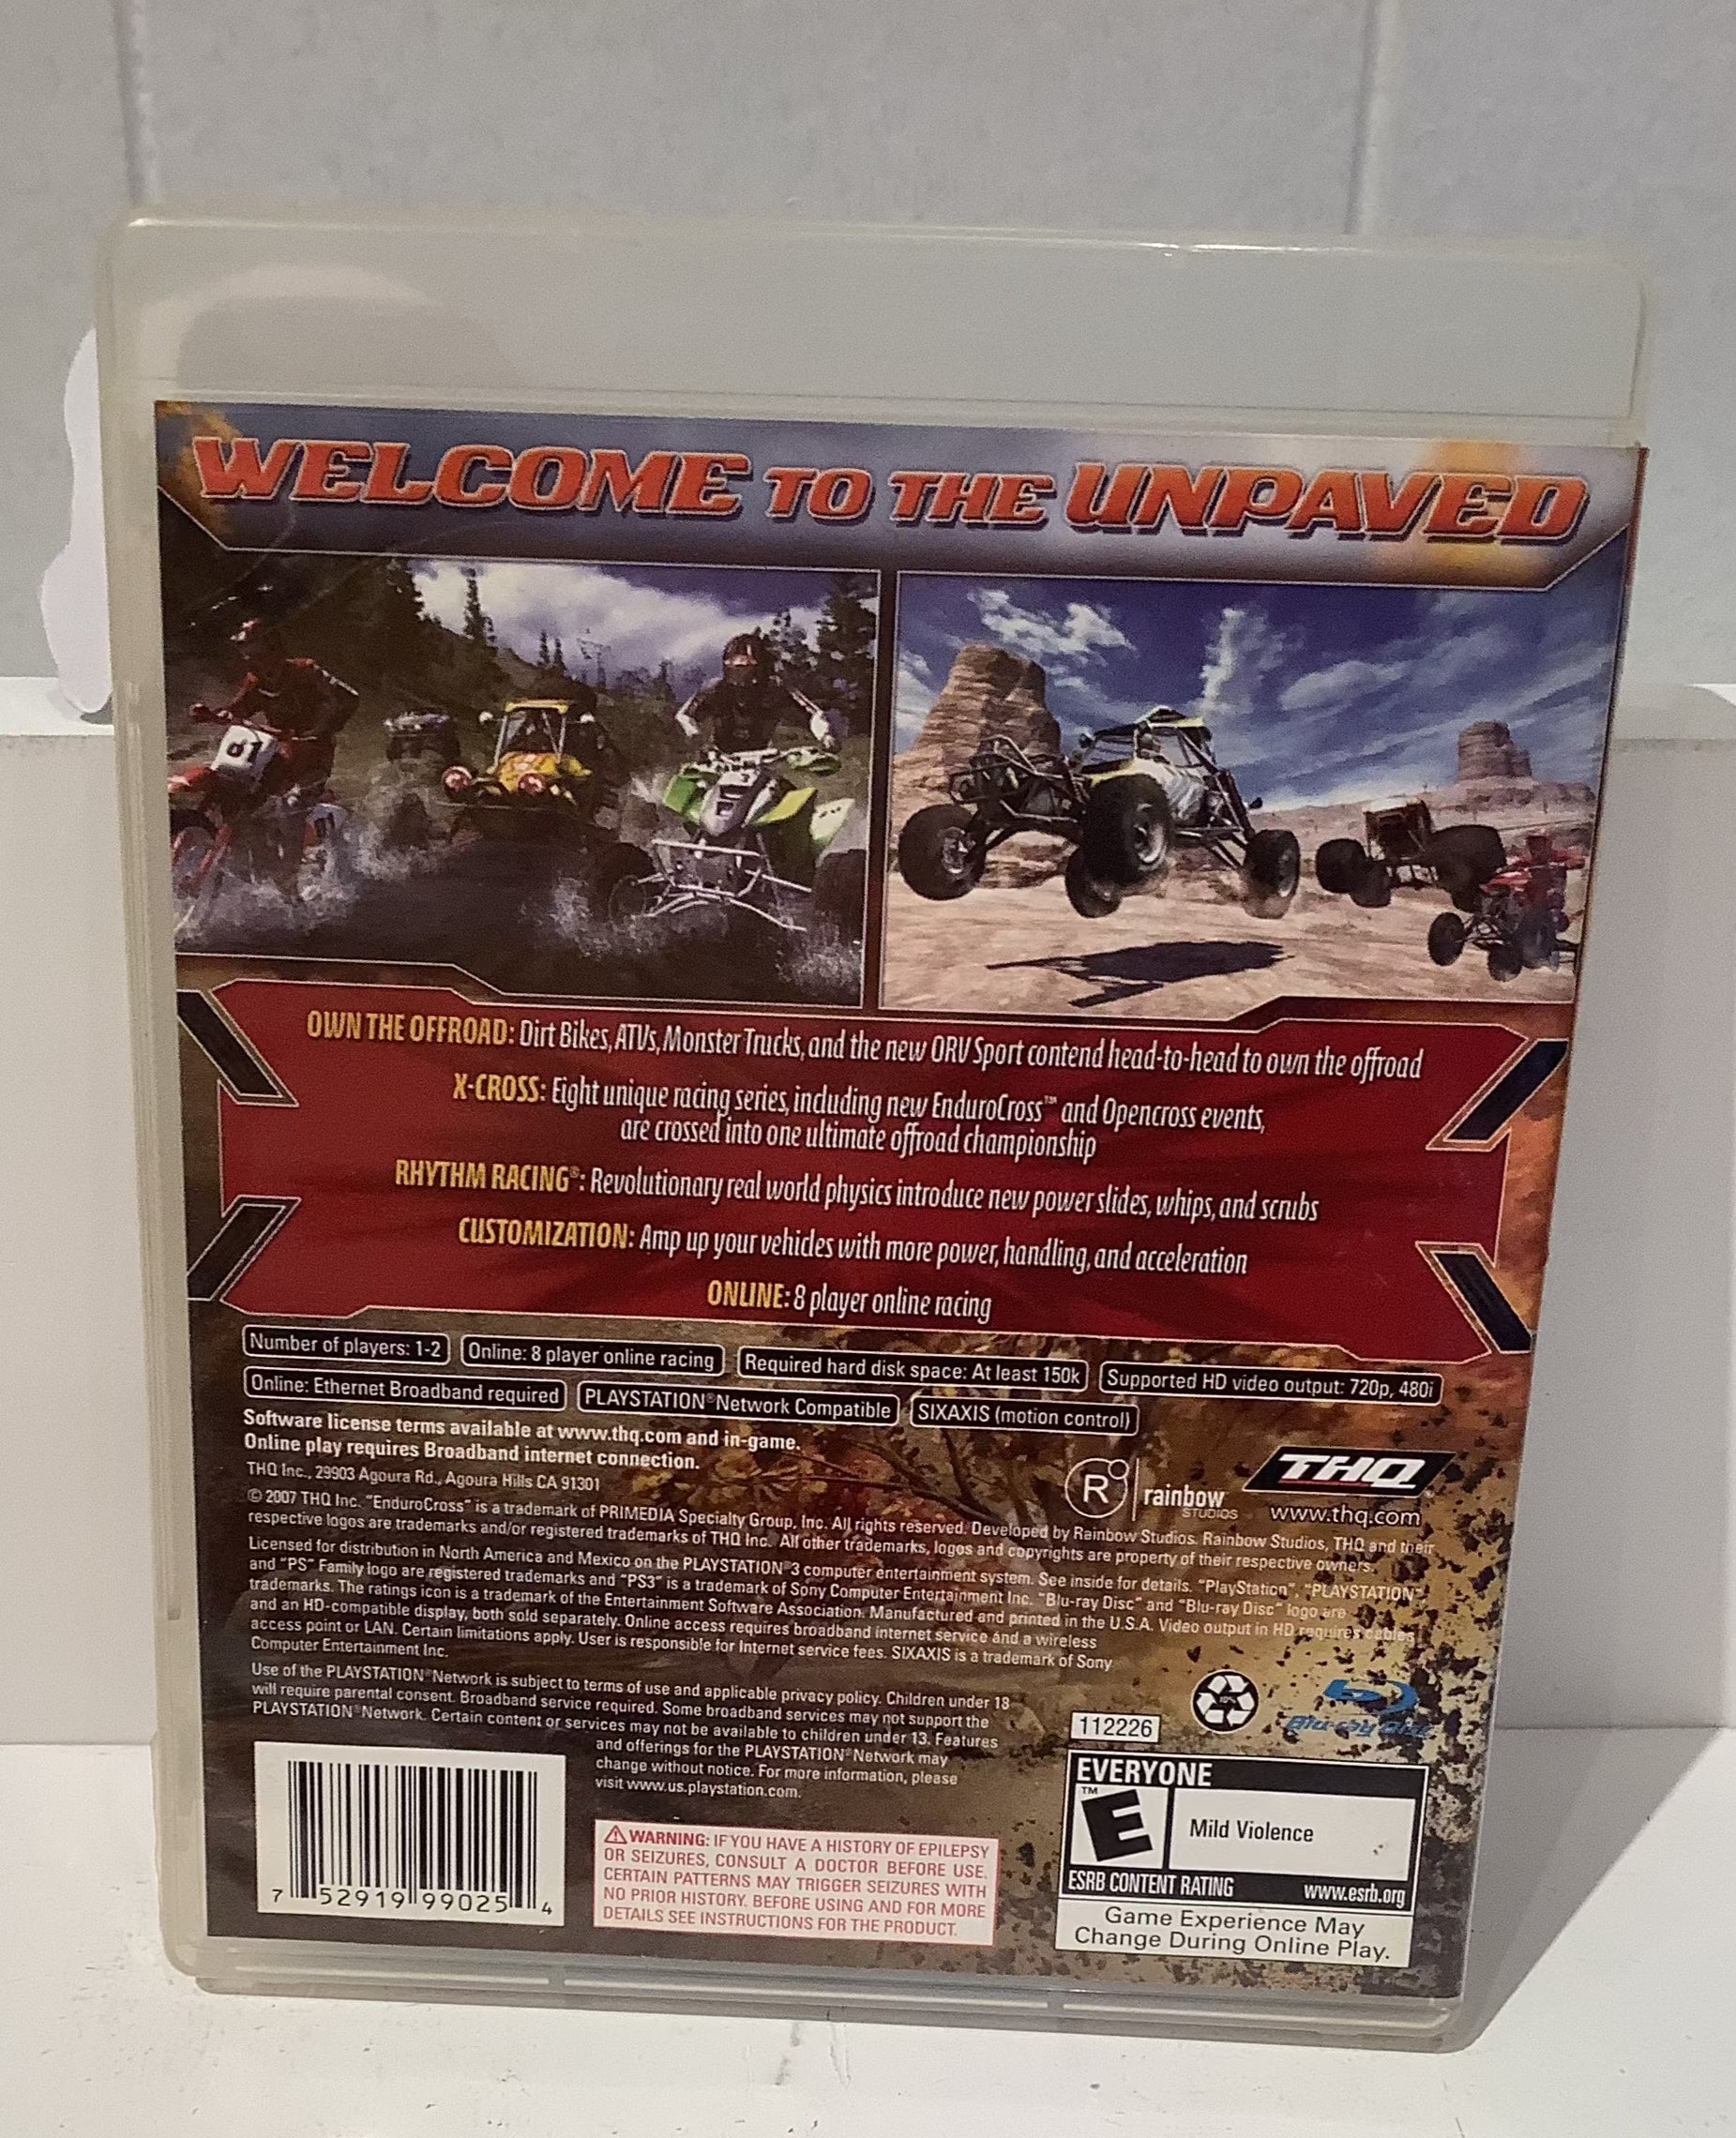 WELCOME TO THE UNPAVED
81
OWN THE OFFROAD: Dirt Bikes, ATVs, Monster Trucks, and the new ORV Sport contend head-to-head to own the offroad
X-CROSS: Eight unique racing series, including new EnduroCross™ and Opencross events,
are crossed into one ultimate offroad championship
RHYTHM RACING®: Revolutionary real world physics introduce new power slides, whips, and scrubs
CUSTOMIZATION: Amp up your vehicles with more power, handling, and acceleration
ONLINE: 8 player online racing
Number of players: 1-2 Online: 8 player online racing Required hard disk space: At least 150k Supported HD video output: 720p, 480i
Online: Ethernet Broadband required PLAYSTATION®Network Compatible SIXAXIS (motion control)
Software license terms available at www.thq.com and in-game.
Online play requires Broadband internet connection.
THQ Inc., 29903 Agoura Rd., Agoura Hills CA 91301
R rainbow STUDIOS
THQ
www.thq.com
© 2007 THQ Inc. "EnduroCross" is a trademark of PRIMEDIA Specialty Group, Inc. All rights reserved. Developed by Rainbow Studios. Rainbow Studios, THQ and their
respective logos are trademarks and/or registered trademarks of THQ Inc. All other trademarks, logos and copyrights are property of their respective owners.
Licensed for distribution in North America and Mexico on the PLAYSTATION®3 computer entertainment system. See inside for details. "PlayStation", "PLAYSTATION"
and "PS" Family logo are registered trademarks and "PS3" is a trademark of Sony Computer Entertainment Inc. "Blu-ray Disc" and "Blu-ray Disc" logo are
trademarks. The ratings icon is a trademark of the Entertainment Software Association. Manufactured and printed in the U.S.A. Video output in HD requires cables
and an HD-compatible display, both sold separately. Online access requires broadband internet service and a wireless
access point or LAN. Certain limitations apply. User is responsible for Internet service fees. SIXAXIS is a trademark of Sony
Computer Entertainment Inc.
Use of the PLAYSTATION®Network is subject to terms of use and applicable privacy policy. Children under 18
will require parental consent. Broadband service required. Some broadband services may not support the
PLAYSTATION®Network. Certain content or services may not be available to children under 13. Features
and offerings for the PLAYSTATION®Network may
change without notice. For more information, please
visit www.us.playstation.com.
112226
Blu-ray Disc
7 52919 99025 4
WARNING: IF YOU HAVE A HISTORY OF EPILEPSY
OR SEIZURES, CONSULT A DOCTOR BEFORE USE.
CERTAIN PATTERNS MAY TRIGGER SEIZURES WITH
NO PRIOR HISTORY. BEFORE USING AND FOR MORE
DETAILS SEE INSTRUCTIONS FOR THE PRODUCT.
EVERYONE
™
E
Mild Violence
ESRB CONTENT RATING www.esrb.org
Game Experience May
Change During Online Play.